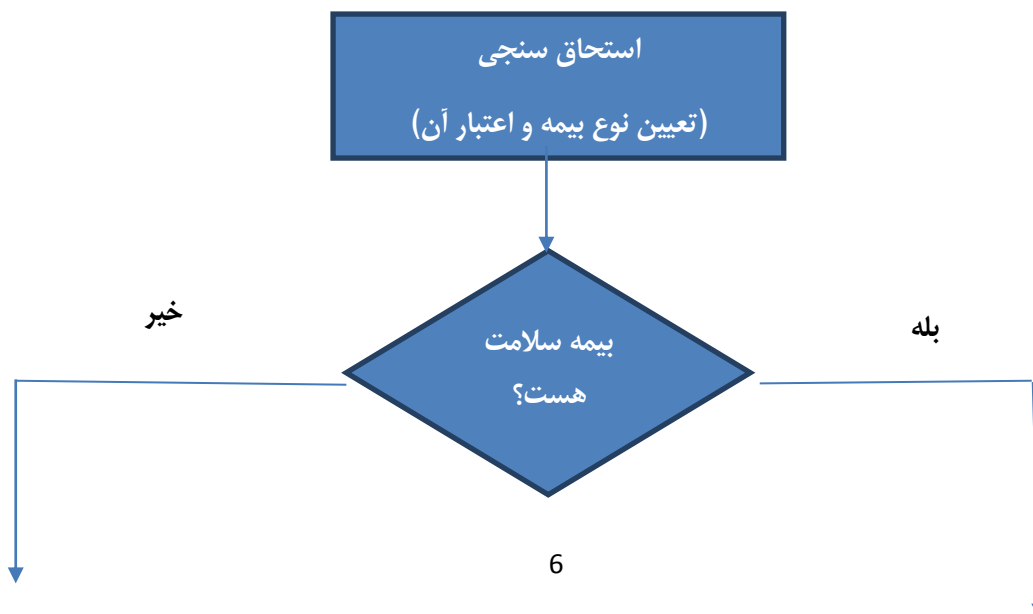 استحاق سنجی
(تعیین نوع بیمه و اعتبار آن)
خیر
بله
بیمه سلامت
هست؟
6